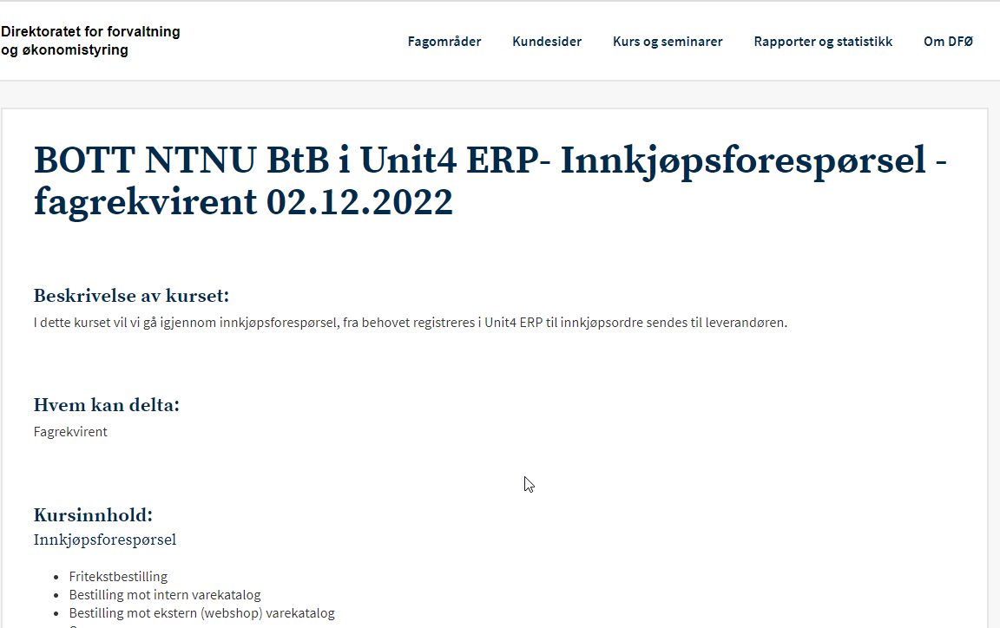 Direktoratet for forvaltning
og økonomistyring
Fagområder Kundesider Kurs og seminarer Rapporter og statistikk Om DFØ
BOTT NTNU BtB i Unit4 ERP- Innkjøpsforespørsel -
fagrekvirent 02.12.2022
Beskrivelse av kurset:
I dette kurset vil vi gå igjennom innkjøpsforespørsel, fra behovet registreres i Unit4 ERP til innkjøpsordre sendes til leverandøren.
Hvem kan delta:
Fagrekvirent
Kursinnhold:
Innkjøpsforespørsel
• Fritekstbestilling
• Bestilling mot intern varekatalog
• Bestilling mot ekstern (webshop) varekatalog